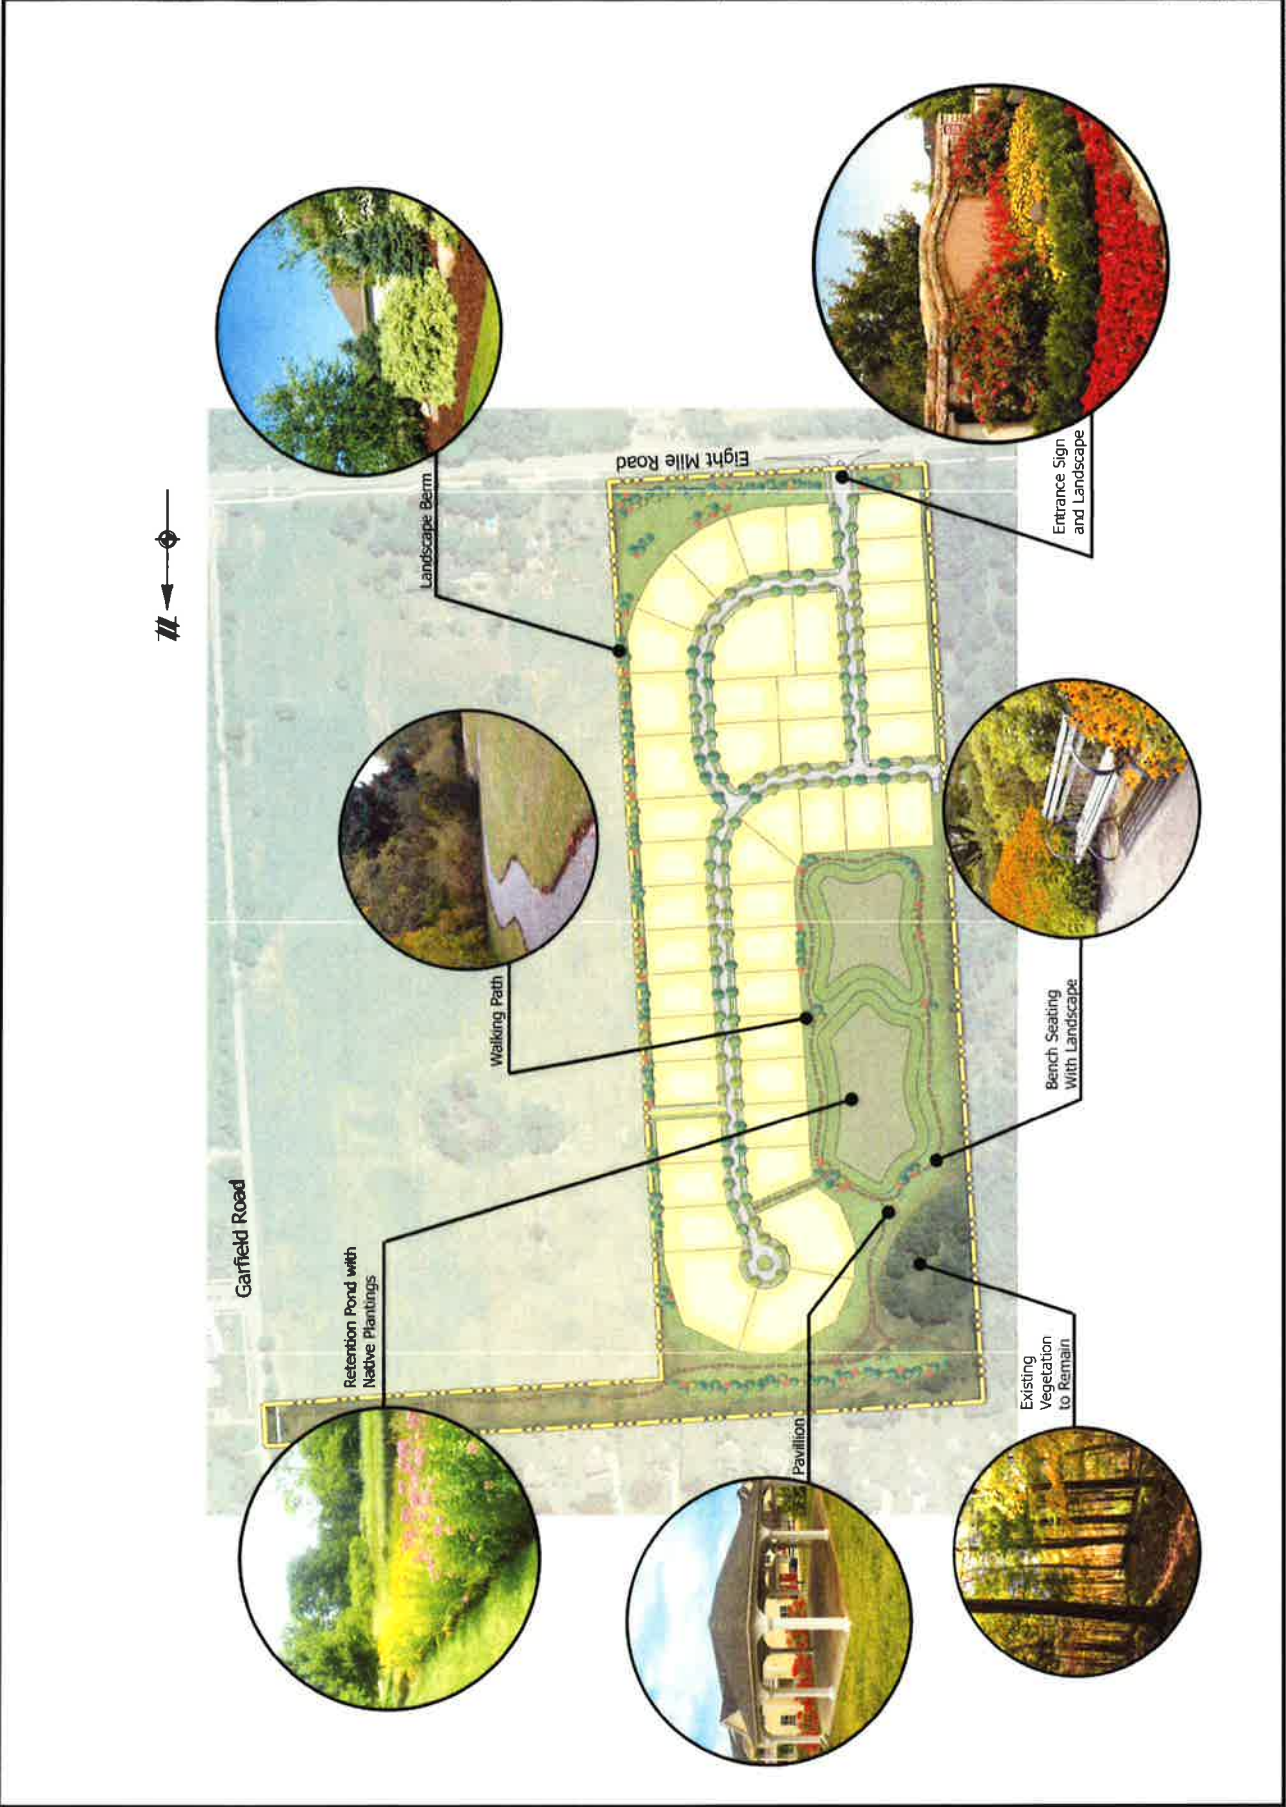 Garfield Road
Retention Pond with
Native Plantings
Walking Path
Landscape Berm
Eight Mile Road
Pavillion
Existing
Vegetation
to Remain
Bench Seating
With Landscape
Entrance Sign
and Landscape